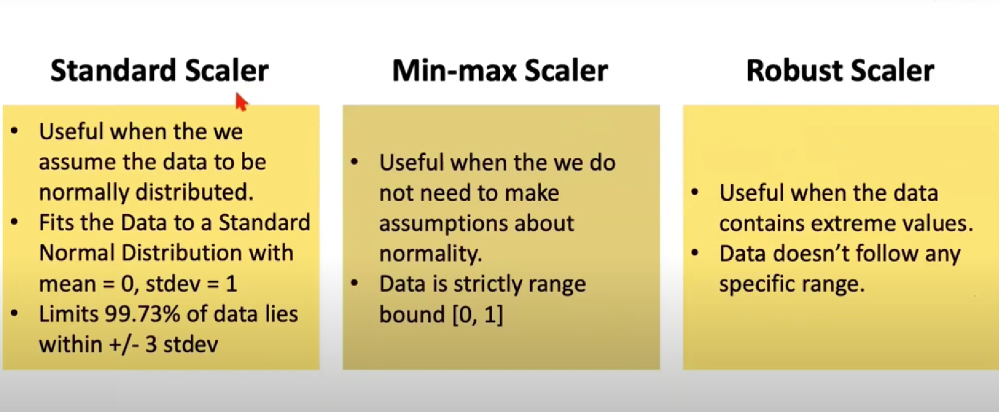 Standard Scaler
• Useful when the we
assume the data to be
normally distributed.
• Fits the Data to a Standard
Normal Distribution with
mean = 0, stdev = 1
• Limits 99.73% of data lies
within +/- 3 stdev
Min-max Scaler
• Useful when the we do
not need to make
assumptions about
normality.
• Data is strictly range
bound [0, 1]
Robust Scaler
• Useful when the data
contains extreme values.
• Data doesn’t follow any
specific range.